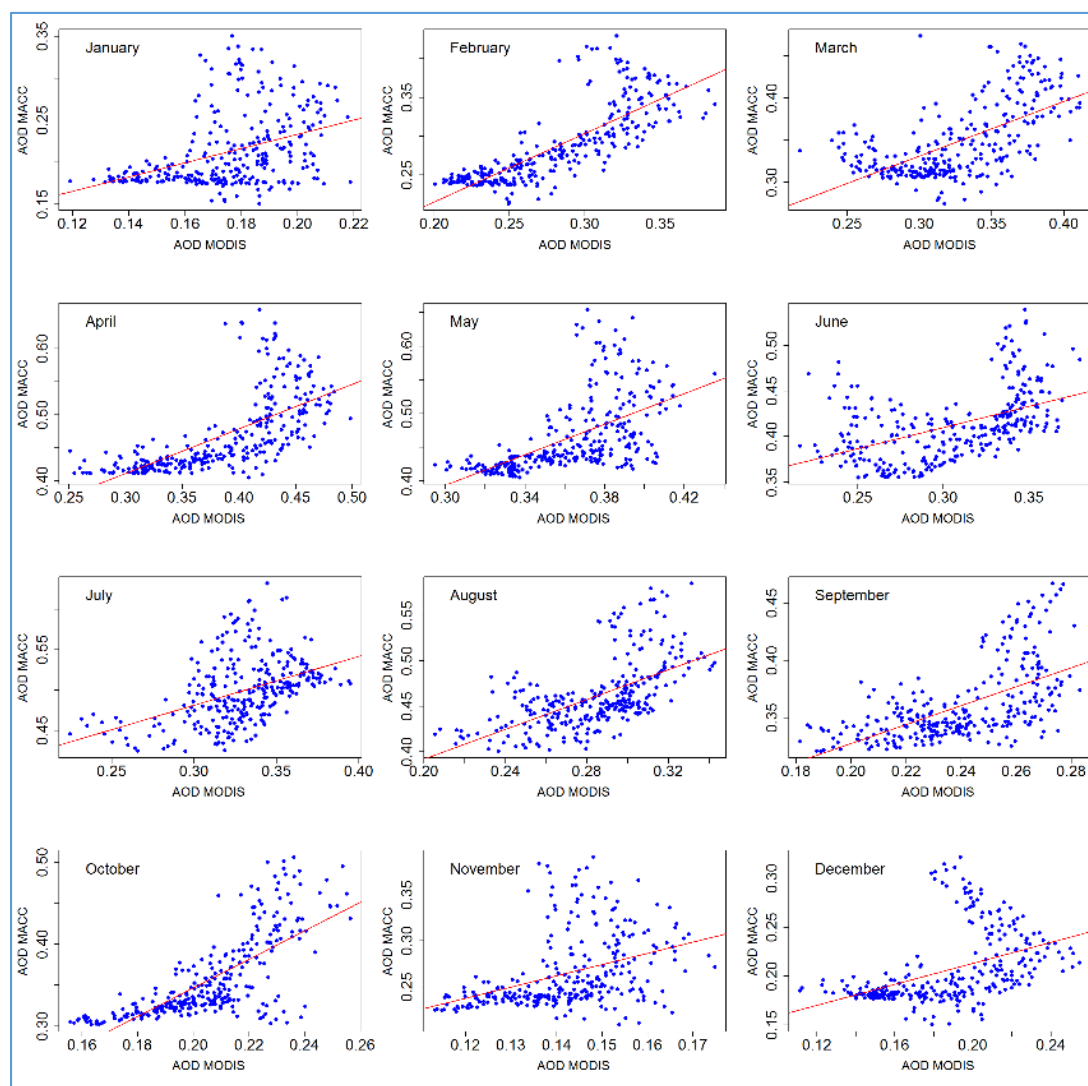 January
0.15 0.25 0.35
AOD MACC
0.12 0.14 0.16 0.18 0.20 0.22
AOD MODIS
February
0.25 0.35
AOD MACC
0.20 0.25 0.30 0.35
AOD MODIS
March
0.30 0.40
AOD MACC
0.25 0.30 0.35 0.40
AOD MODIS
April
0.40 0.50 0.60
AOD MACC
0.25 0.30 0.35 0.40 0.45 0.50
AOD MODIS
May
0.40 0.50 0.60
AOD MACC
0.30 0.34 0.38 0.42
AOD MODIS
June
0.35 0.40 0.45 0.50
AOD MACC
0.25 0.30 0.35
AOD MODIS
July
0.45 0.55
AOD MACC
0.25 0.30 0.35 0.40
AOD MODIS
August
0.40 0.45 0.50 0.55
AOD MACC
0.20 0.24 0.28 0.32
AOD MODIS
September
0.35 0.40 0.45
AOD MACC
0.18 0.20 0.22 0.24 0.26 0.28
AOD MODIS
October
0.30 0.40 0.50
AOD MACC
0.16 0.18 0.20 0.22 0.24 0.26
AOD MODIS
November
0.25 0.30 0.35
AOD MACC
0.12 0.13 0.14 0.15 0.16 0.17
AOD MODIS
December
0.15 0.20 0.25 0.30
AOD MACC
0.12 0.16 0.20 0.24
AOD MODIS